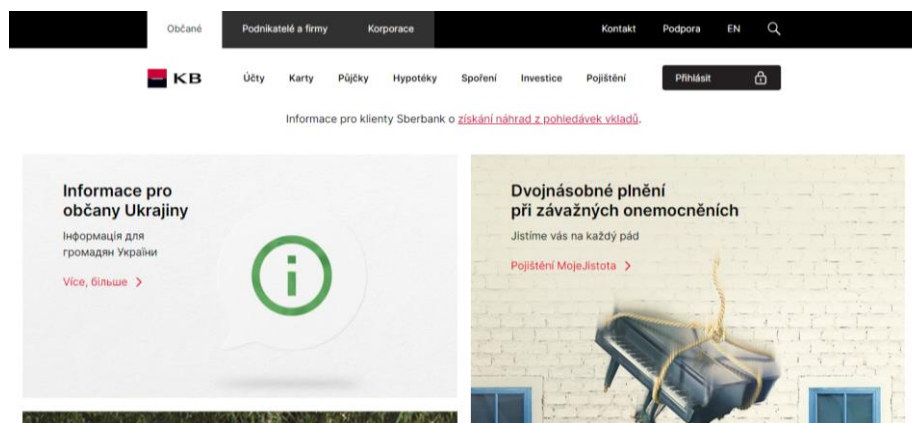 Občané Podnikatelé a firmy Korporace Kontakt Podpora EN
KB Účty Karty Půjčky Hypotéky Spoření Investice Pojištění Přihlásit
Informace pro klienty Sberbank o získání náhrad z pohledávek vkladů.
Informace pro
občany Ukrajiny
Інформація для
громадян України
Více, більше
Dvojnásobné plnění
při závažných onemocněních
Jistíme vás na každý pád
Pojištění MojeJistota